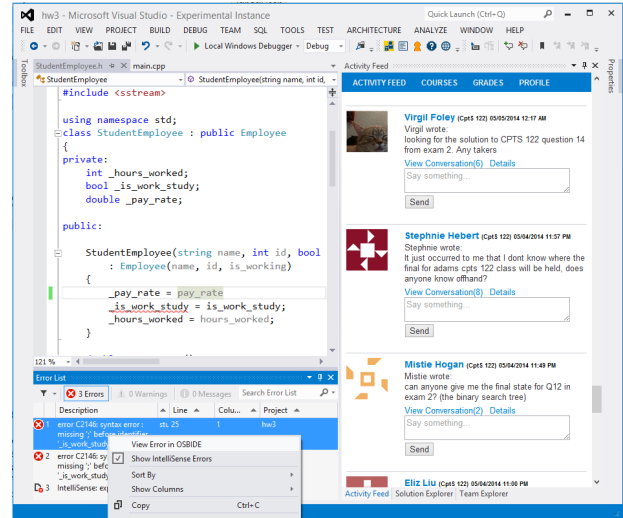 hw3 - Microsoft Visual Studio - Experimental Instance
Quick Launch (Ctrl+Q)
FILE EDIT VIEW PROJECT BUILD DEBUG TEAM SQL TOOLS TEST ARCHITECTURE ANALYZE WINDOW HELP
Local Windows Debugger
Debug
Toolbox
StudentEmployee.h
main.cpp
StudentEmployee
StudentEmployee(string name, int id,
#include <sstream>
using namespace std;
class StudentEmployee : public Employee
{
private:
int _hours_worked;
bool _is_work_study;
double _pay_rate;
public:
StudentEmployee(string name, int id, bool
: Employee(name, id, is_working)
{
_pay_rate = pay_rate
_is_work_study = is_work_study;
_hours_worked = hours_worked;
}
121 %
Error List
3 Errors
0 Warnings
0 Messages
Search Error List
Description Line Colu... Project
1 error C2146: syntax error : stu 25 1 hw3
missing ';' before identifier
'_is_work_study
2 error C2146: sy
missing ';' before
'_is_work_study
3 IntelliSense: exp
View Error in OSBIDE
Show IntelliSense Errors
Sort By
Show Columns
Copy Ctrl+C
Activity Feed
Properties
ACTIVITY FEED COURSES GRADES PROFILE
Virgil Foley (CptS 122) 05/05/2014 12:17 AM
Virgil wrote:
looking for the solution to CPTS 122 question 14
from exam 2. Any takers
View Conversation(6) Details
Say something...
Send
Stephnie Hebert (CptS 122) 05/04/2014 11:57 PM
Stephnie wrote:
It just occurred to me that I dont know where the
final for adams cpts 122 class will be held, does
anyone know offhand?
View Conversation(8) Details
Say something...
Send
Mistie Hogan (CptS 122) 05/04/2014 11:49 PM
Mistie wrote:
can anyone give me the final state for Q12 in
exam 2? (the binary search tree)
View Conversation(2) Details
Say something...
Send
Eliz Liu (CptS 122) 05/04/2014 11:00 PM
Activity Feed Solution Explorer Team Explorer